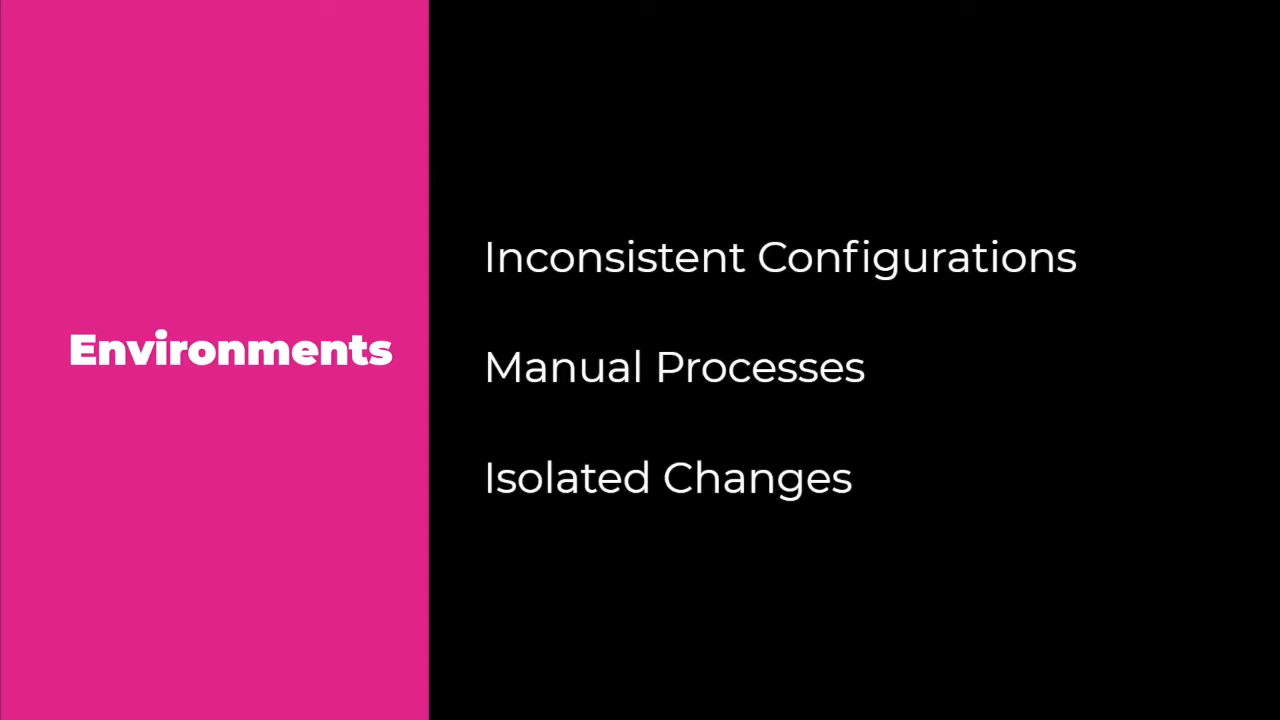 Environments
Inconsistent Configurations
Manual Processes
Isolated Changes